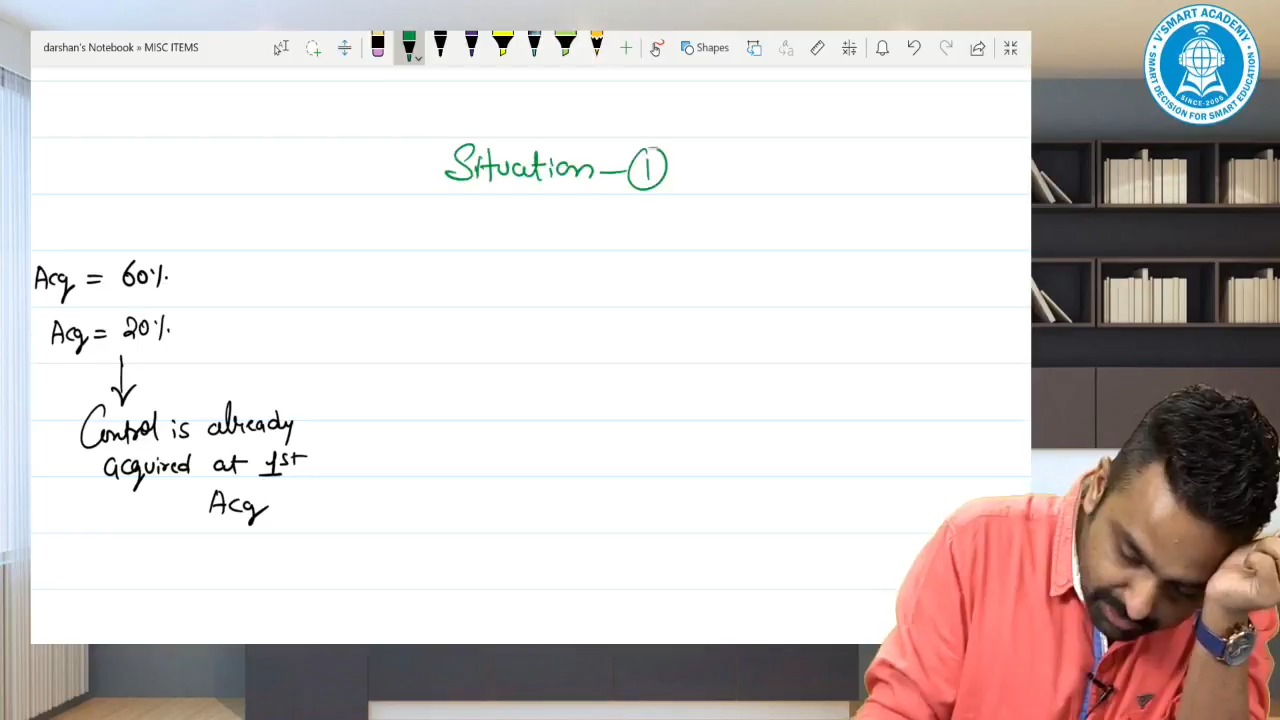 darshan's Notebook » MISC ITEMS
Shapes
V'SMART ACADEMY
SINCE-2005
SMART DECISION FOR SMART EDUCATION
Situation - ①
Acq = 60%
Acq = 20%
Control is already
acquired at 1st
Acq